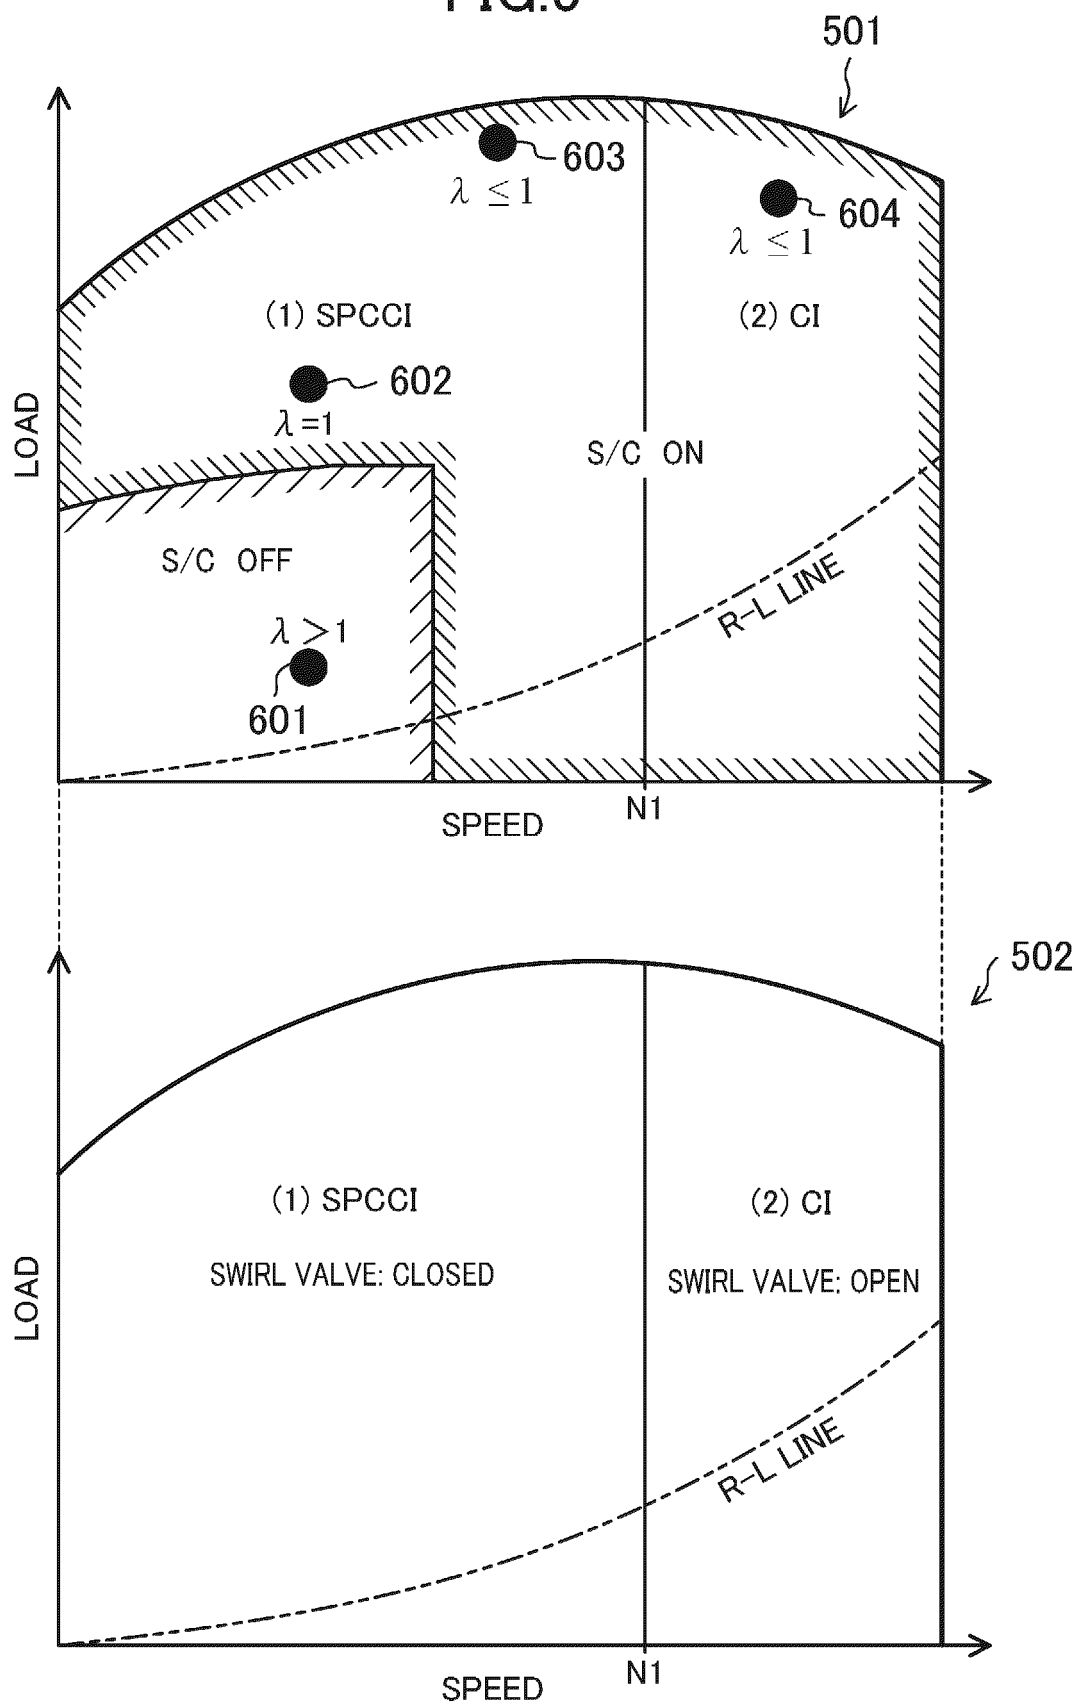 501
603
λ ≤ 1
604
λ ≤ 1
(1) SPCCI
(2) CI
602
λ=1
LOAD
S/C ON
S/C OFF
R-L LINE
λ>1
601
N1
SPEED
502
(1) SPCCI
(2) CI
SWIRL VALVE: CLOSED
SWIRL VALVE: OPEN
LOAD
R-L LINE
N1
SPEED